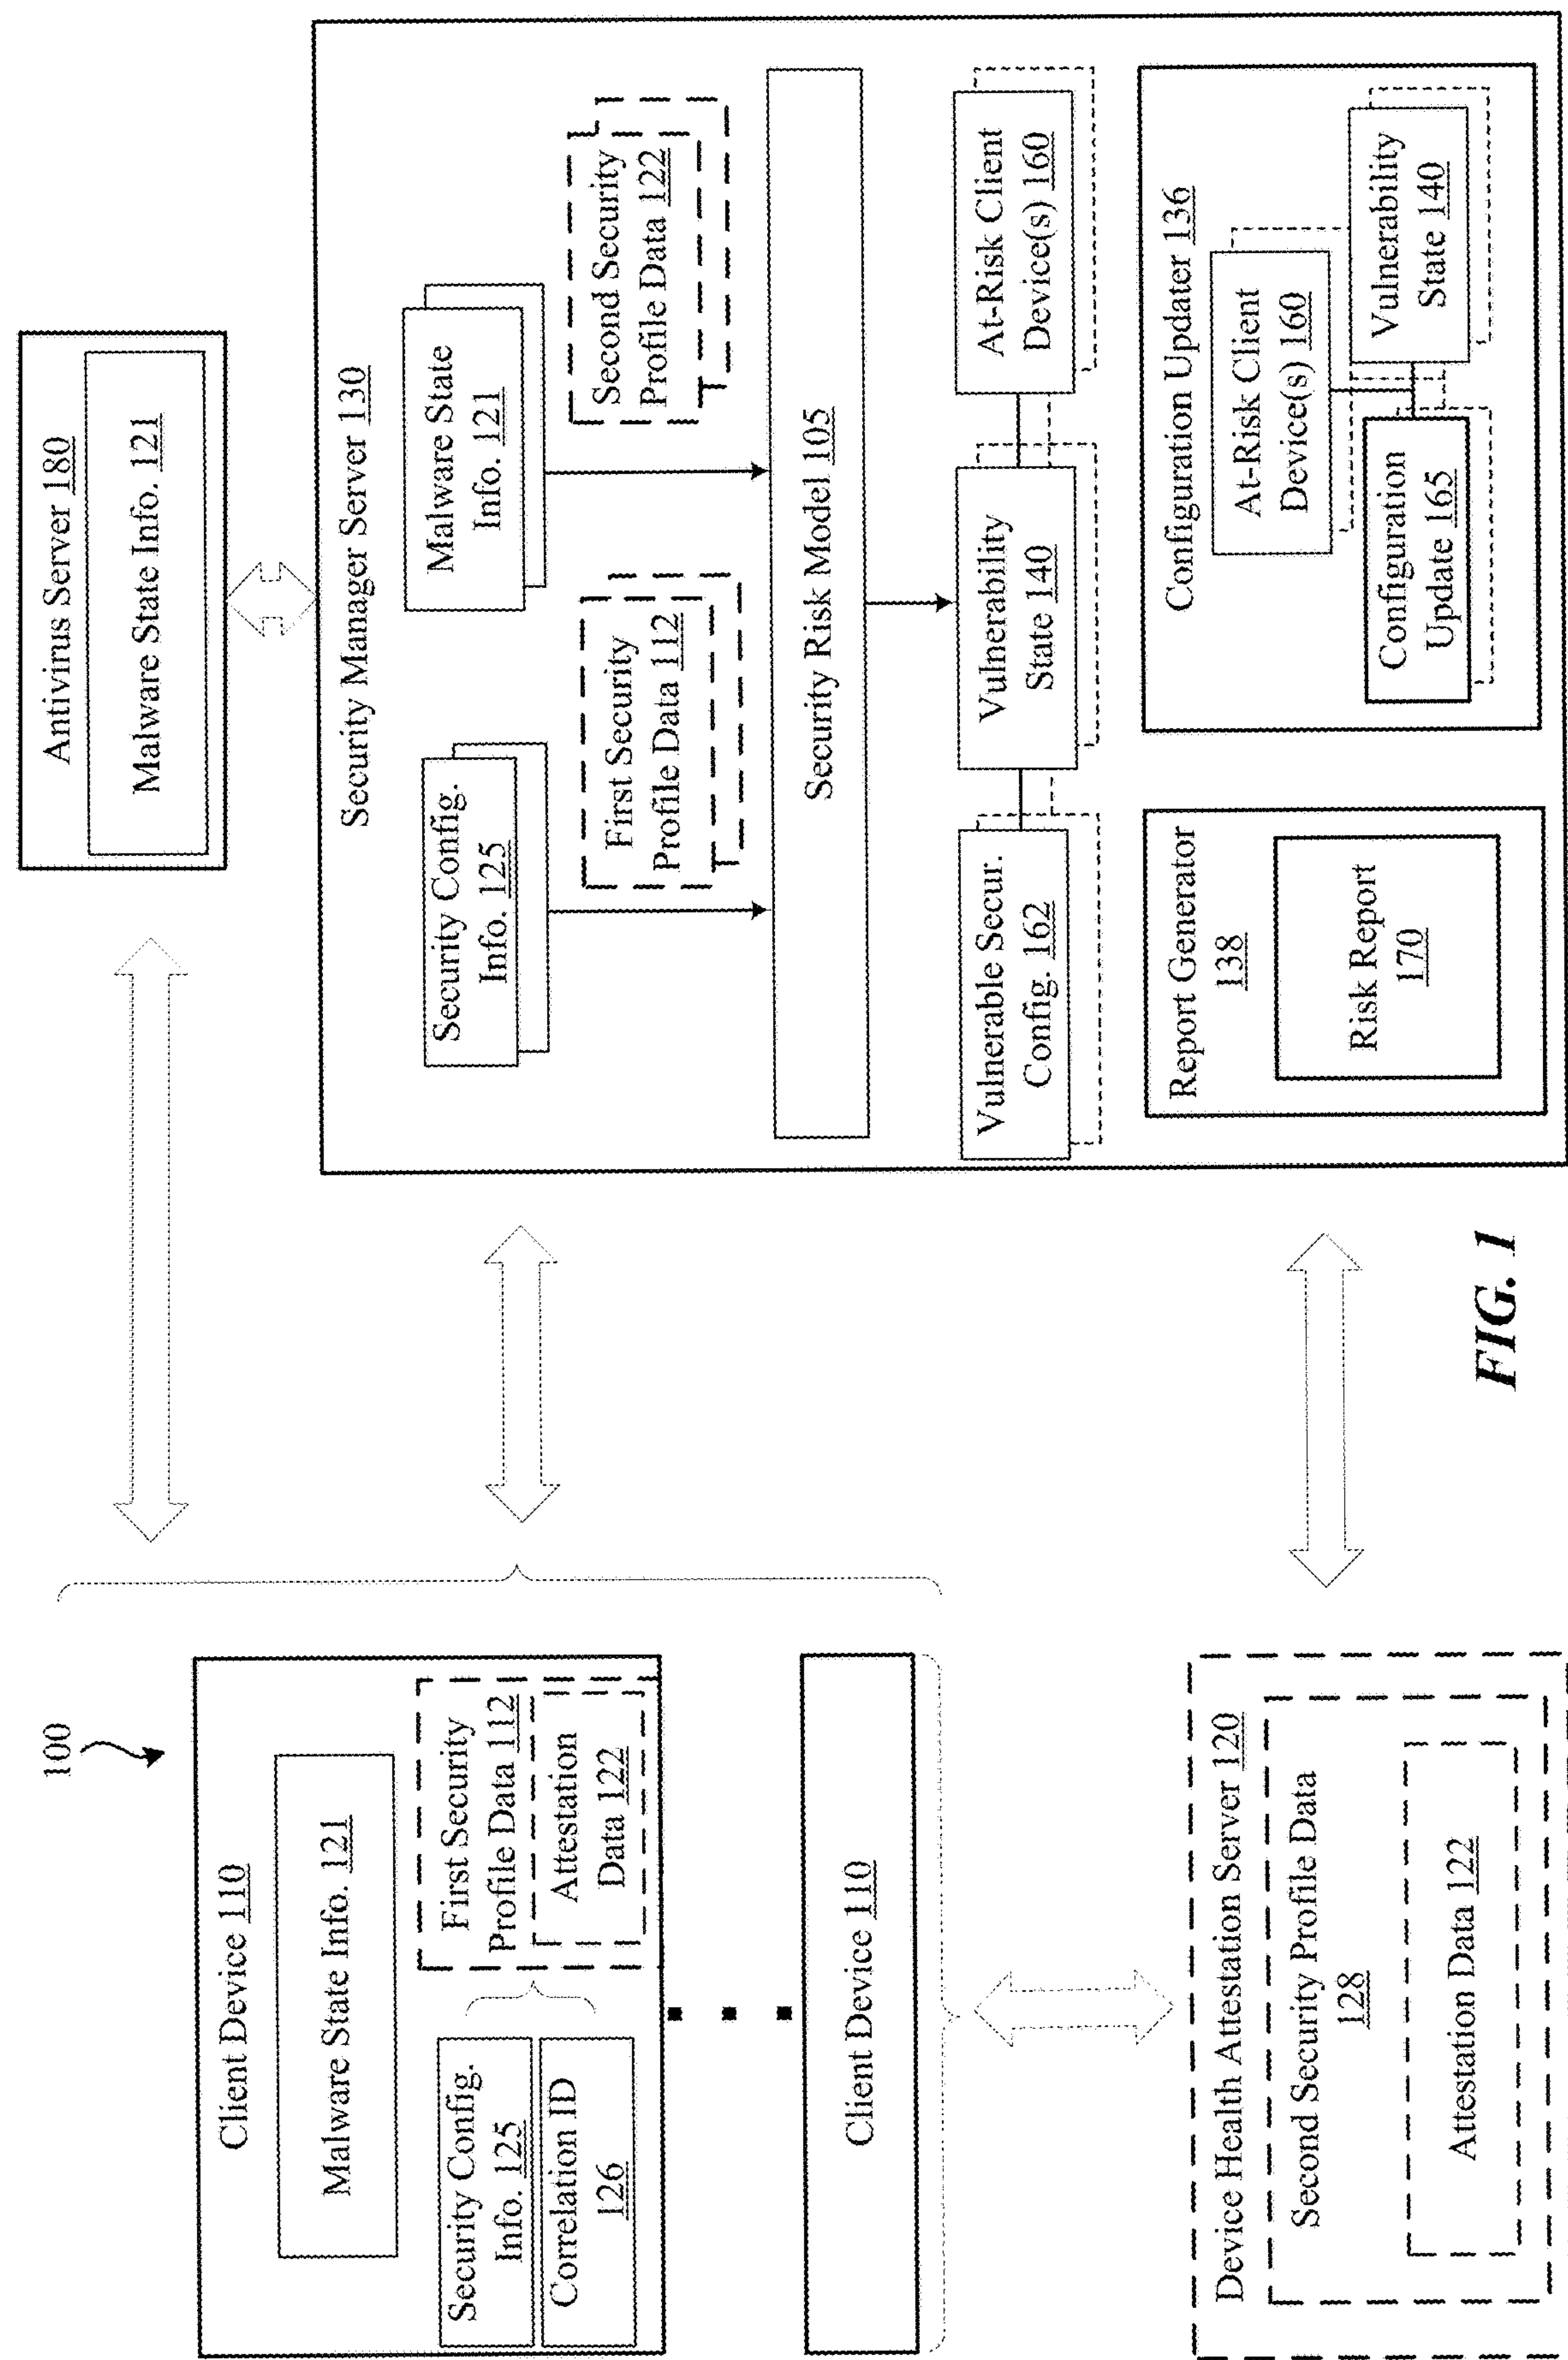 100
Client Device 110
Malware State Info. 121
Security Config.
Info. 125
Correlation ID
126
First Security
Profile Data 112
Attestation
Data 122
Client Device 110
Device Health Attestation Server 120
Second Security Profile Data
128
Attestation Data 122
Antivirus Server 180
Malware State Info. 121
Security Manager Server 130
Security Config.
Info. 125
First Security
Profile Data 112
Malware State
Info. 121
Second Security
Profile Data 122
Security Risk Model 105
Vulnerable Secur.
Config. 162
Vulnerability
State 140
At-Risk Client
Device(s) 160
Report Generator
138
Risk Report
170
Configuration Updater 136
At-Risk Client
Device(s) 160
Configuration
Update 165
Vulnerability
State 140
FIG. 1